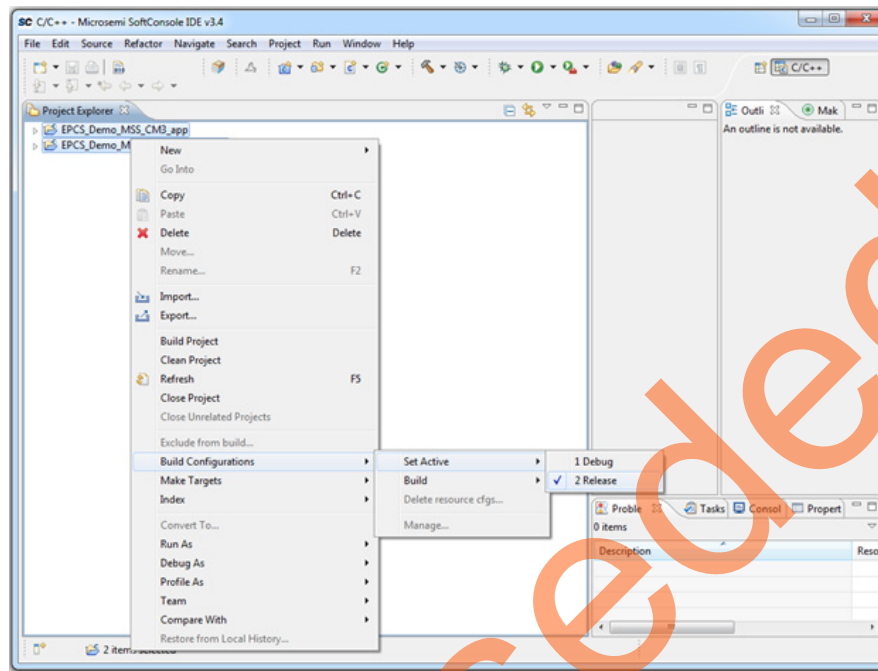 SC C/C++ - Microsemi SoftConsole IDE v3.4
File Edit Source Refactor Navigate Search Project Run Window Help
C/C++
Project Explorer
Outli Mak
EPCS_Demo_MSS_CM3_app
An outline is not available.
EPCS_Demo_M
New
Go Into
Copy Ctrl+C
Paste Ctrl+V
Delete Delete
Move...
Rename... F2
Import...
Export...
Build Project
Clean Project
Refresh F5
Close Project
Close Unrelated Projects
Exclude from build...
Build Configurations
Set Active
1 Debug
Make Targets
Build
2 Release
Index
Delete resource cfgs...
Proble Tasks Consol Propert
Convert To...
Manage...
0 items
Run As
Description Reso
Debug As
Profile As
Team
Compare With
Restore from Local History...
2 items selected
seded